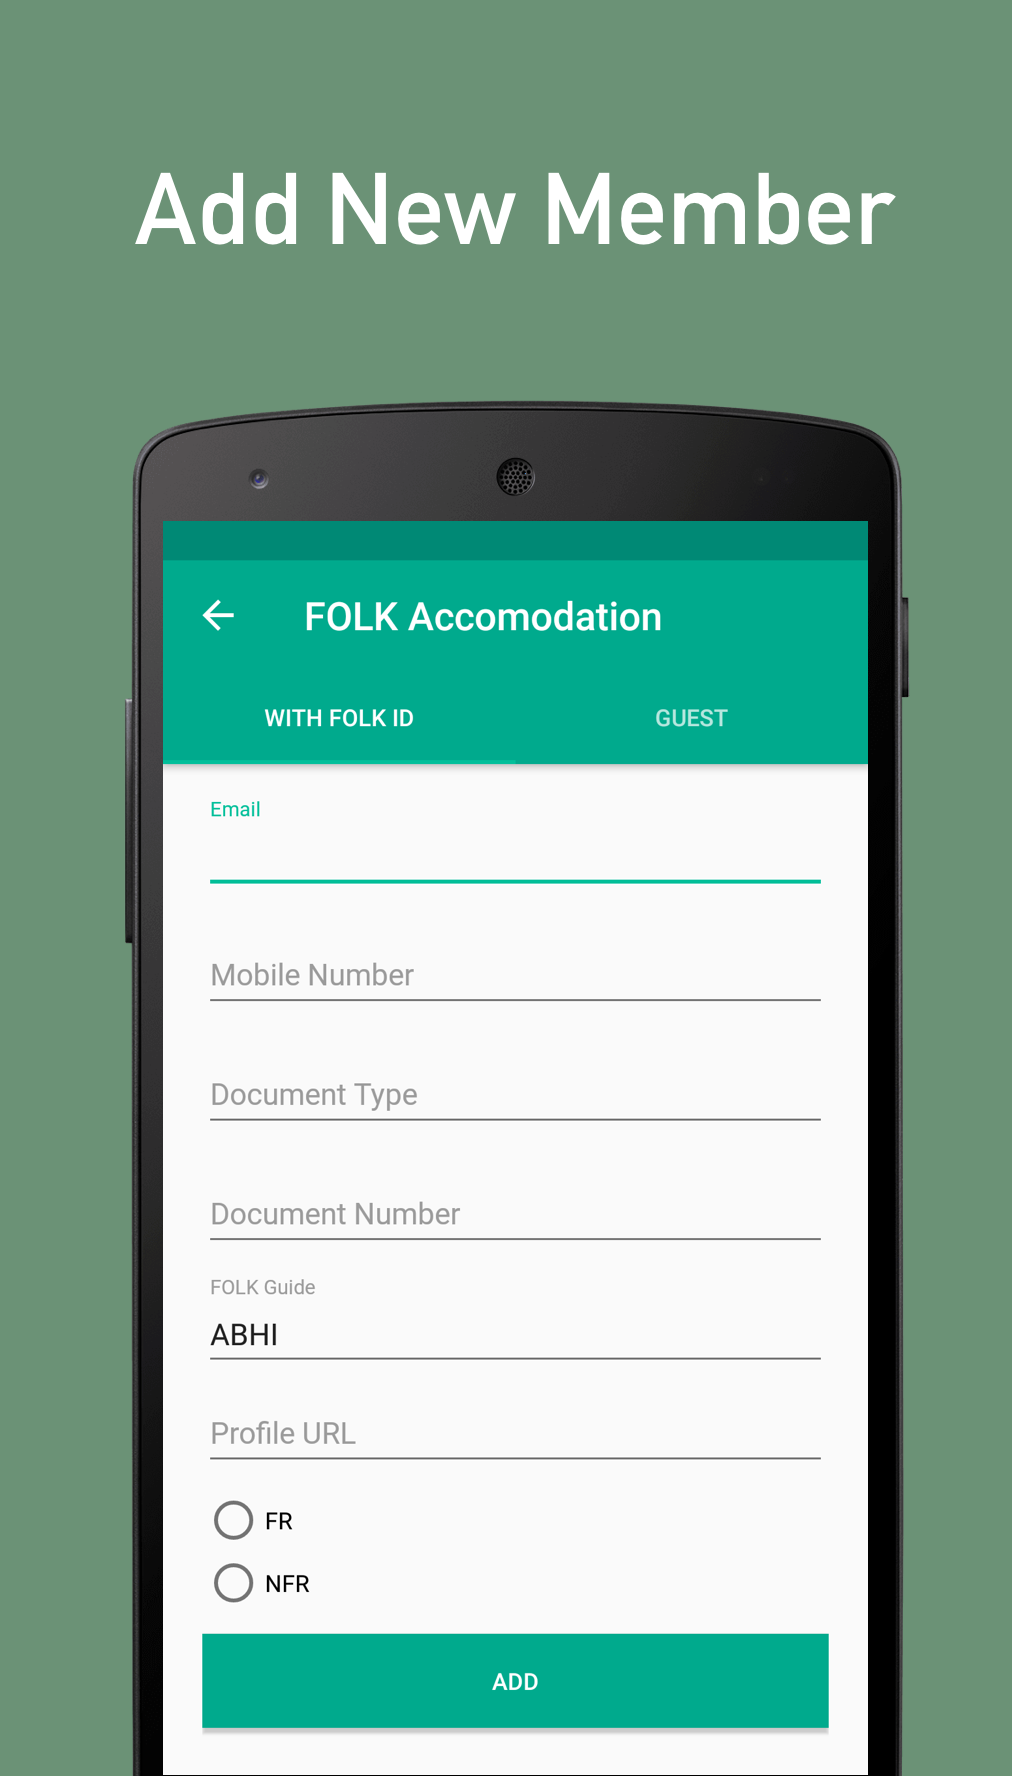 Add New Member
FOLK Accomodation
WITH FOLK ID
GUEST
Email
Mobile Number
Document Type
Document Number
FOLK Guide
ABHI
Profile URL
FR
NFR
ADD